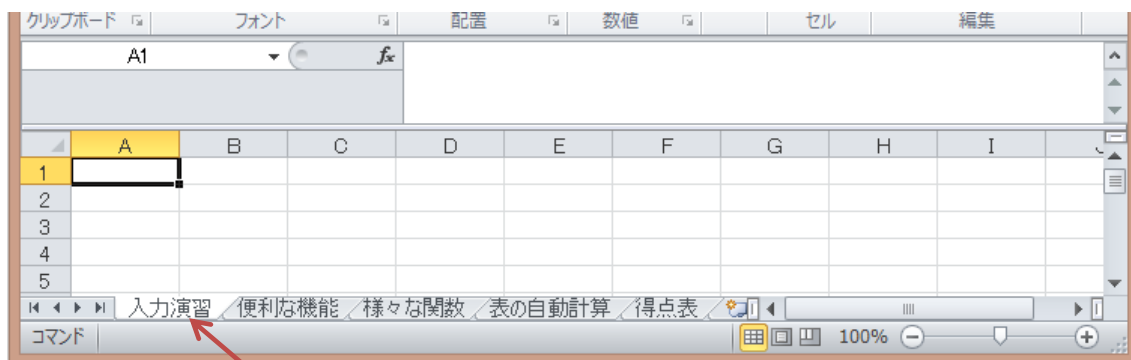 クリップボード フォント 配置 数値 セル 編集
A1 fx
A B C D E F G H I J
1
2
3
4
5
入力演習 便利な機能 様々な関数 表の自動計算 得点表
コマンド 100%